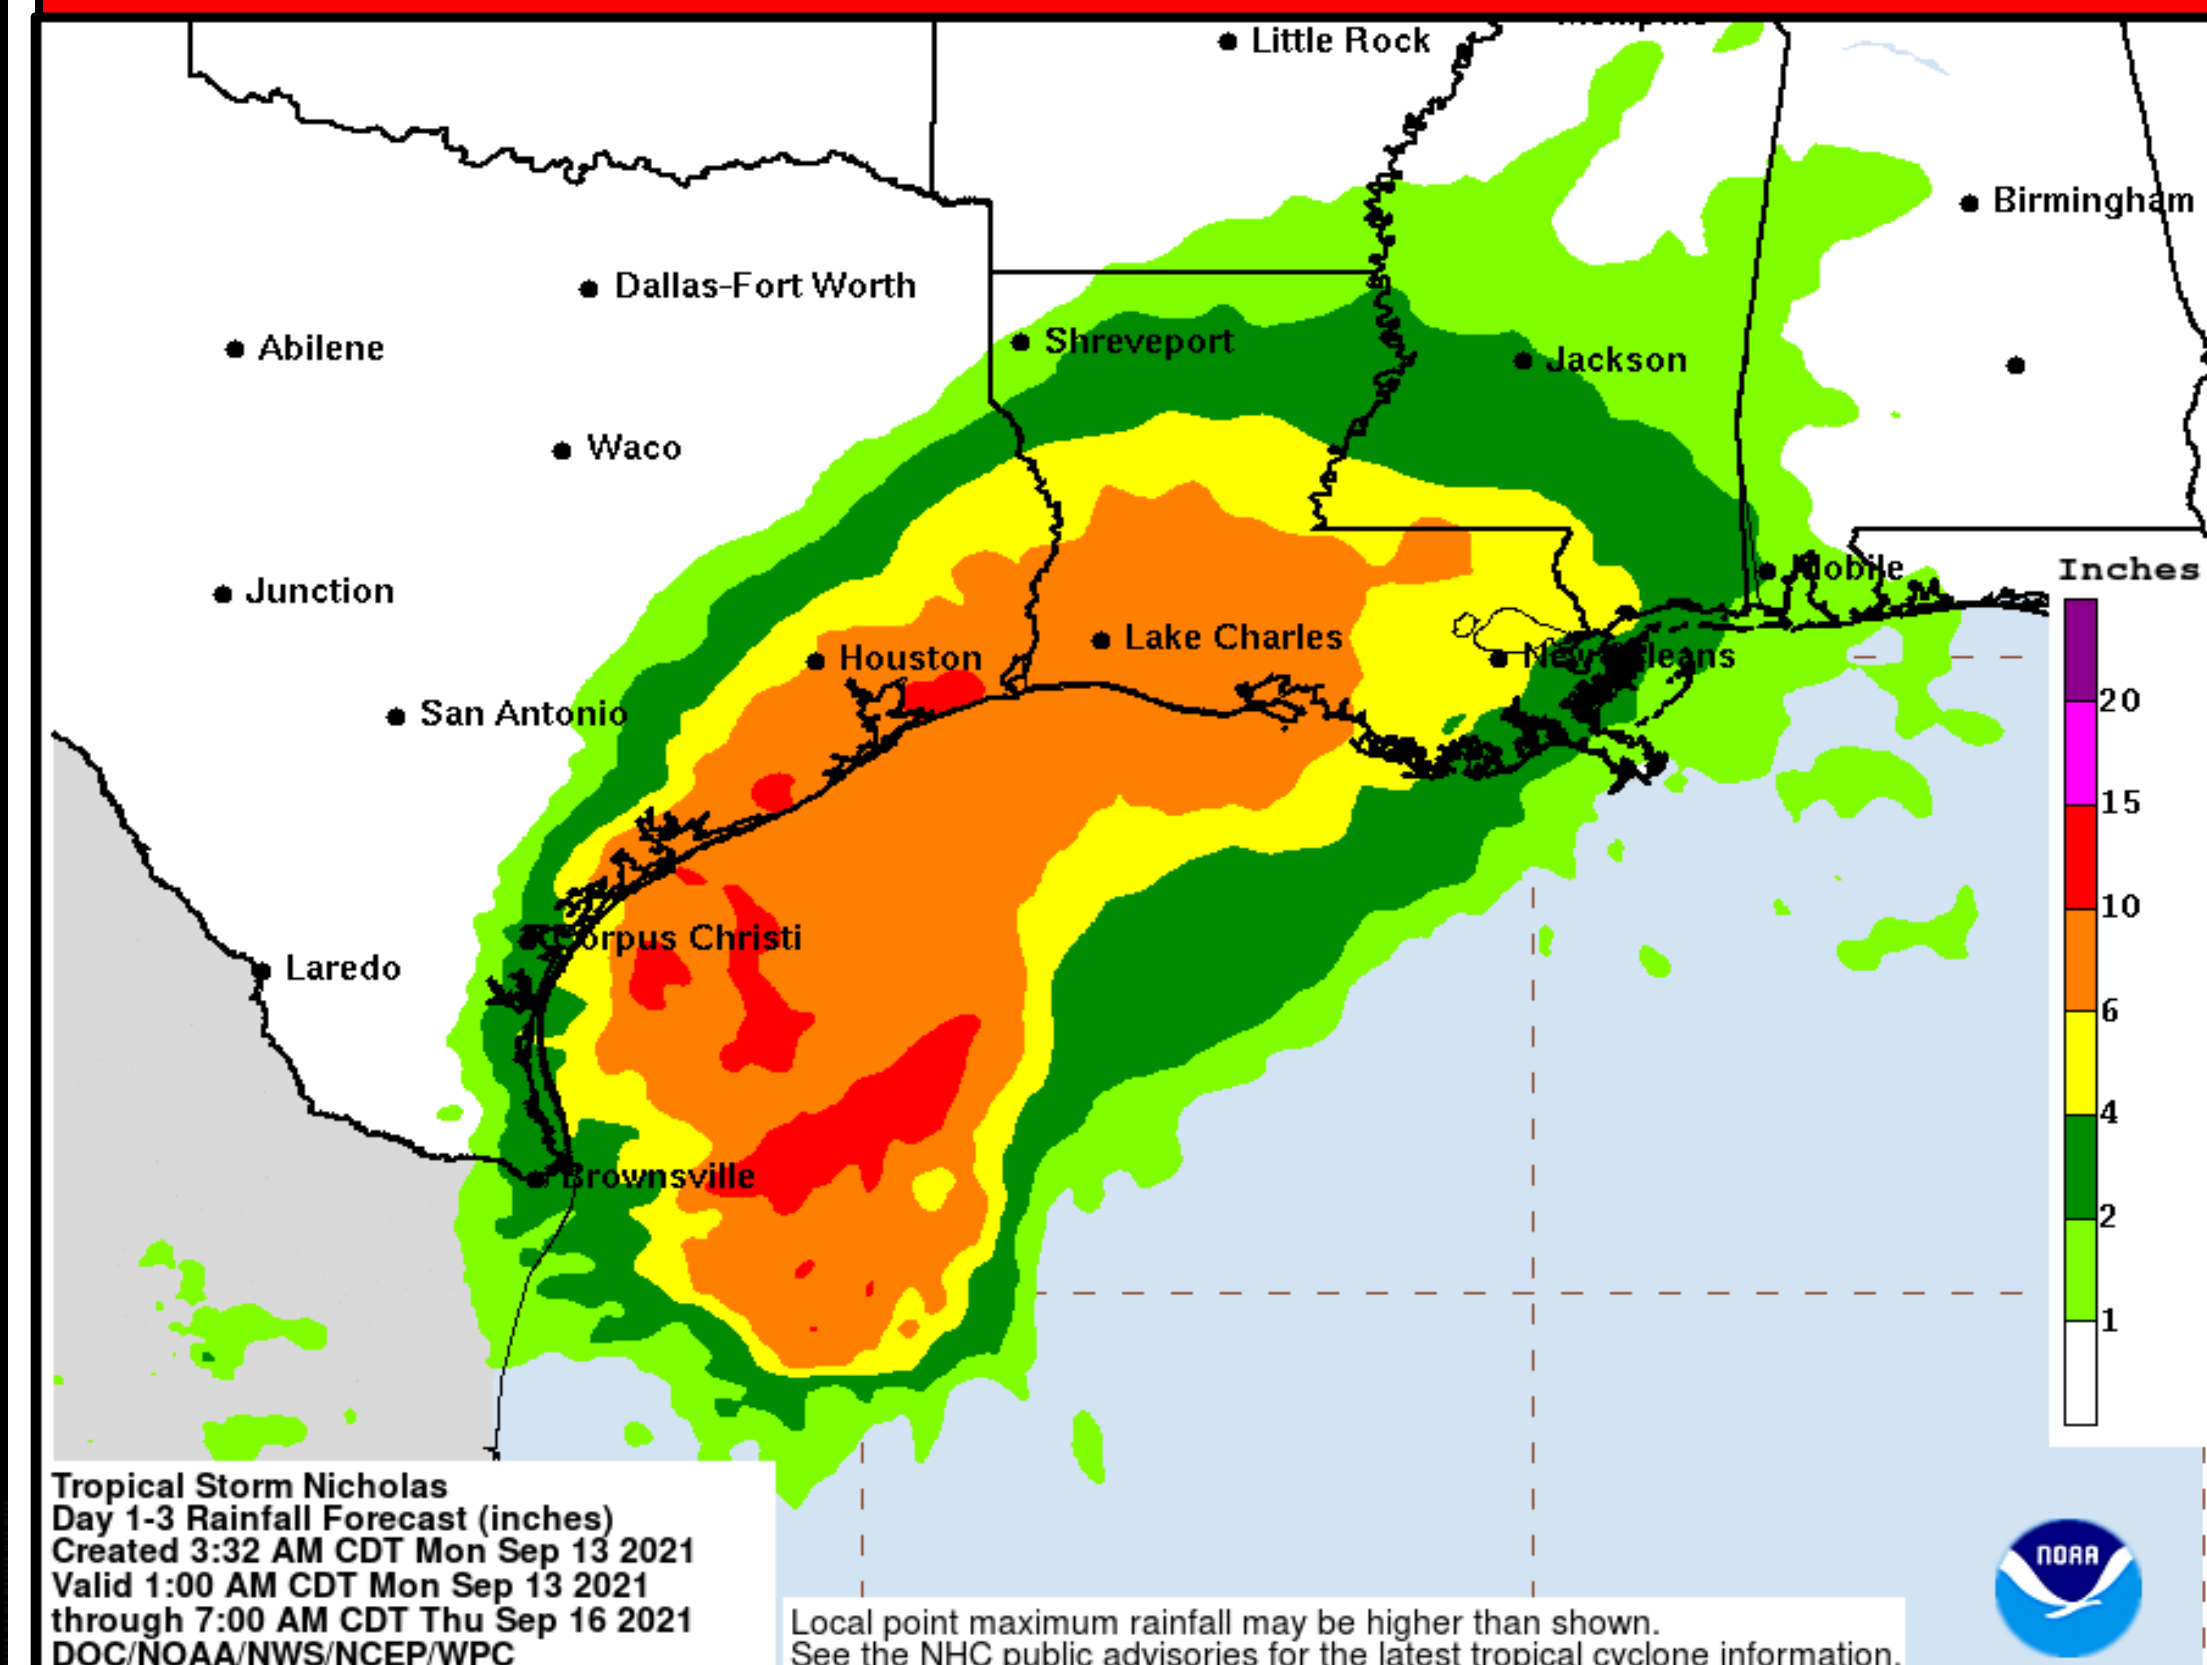 Little Rock
Birmingham
Dallas-Fort Worth
Shreveport
Abilene
Jackson
Waco
Mobile
Inches
Junction
Lake Charles
Houston
New Orleans
San Antonio
20
15
10
Corpus Christi
Laredo
6
4
Brownsville
2
1
Tropical Storm Nicholas
Day 1-3 Rainfall Forecast (inches)
Created 3:32 AM CDT Mon Sep 13 2021
Valid 1:00 AM CDT Mon Sep 13 2021
through 7:00 AM CDT Thu Sep 16 2021
DOC/NOAA/NWS/NCEP/WPC
NOAA
Local point maximum rainfall may be higher than shown.
See the NHC public advisories for the latest tropical cyclone information.